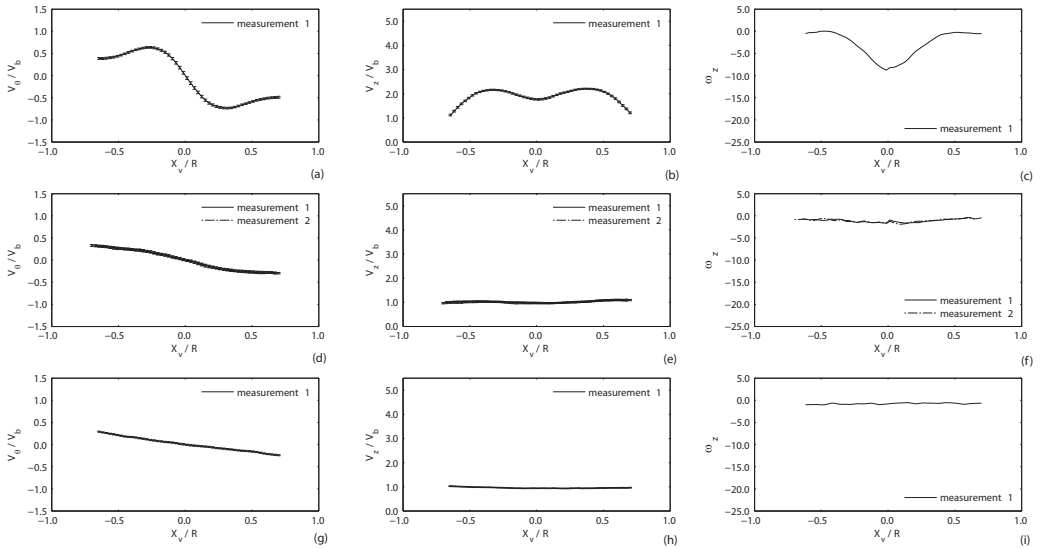 1.5
1.0
0.5
0.0
−0.5
−1.0
−1.5
V_θ / V_b
measurement 1
−1.0 −0.5 0.0 0.5 1.0
X_v / R
(a)
5.0
4.0
3.0
2.0
1.0
0.0
V_z / V_b
measurement 1
−1.0 −0.5 0.0 0.5 1.0
X_v / R
(b)
5.0
0.0
−5.0
−10.0
−15.0
−20.0
−25.0
ω_z
measurement 1
−1.0 −0.5 0.0 0.5 1.0
X_v / R
(c)
1.5
1.0
0.5
0.0
−0.5
−1.0
−1.5
V_θ / V_b
measurement 1
measurement 2
−1.0 −0.5 0.0 0.5 1.0
X_v / R
(d)
5.0
4.0
3.0
2.0
1.0
0.0
V_z / V_b
measurement 1
measurement 2
−1.0 −0.5 0.0 0.5 1.0
X_v / R
(e)
5.0
0.0
−5.0
−10.0
−15.0
−20.0
−25.0
ω_z
measurement 1
measurement 2
−1.0 −0.5 0.0 0.5 1.0
X_v / R
(f)
1.5
1.0
0.5
0.0
−0.5
−1.0
−1.5
V_θ / V_b
measurement 1
−1.0 −0.5 0.0 0.5 1.0
X_v / R
(g)
5.0
4.0
3.0
2.0
1.0
0.0
V_z / V_b
measurement 1
−1.0 −0.5 0.0 0.5 1.0
X_v / R
(h)
5.0
0.0
−5.0
−10.0
−15.0
−20.0
−25.0
ω_z
measurement 1
−1.0 −0.5 0.0 0.5 1.0
X_v / R
(i)